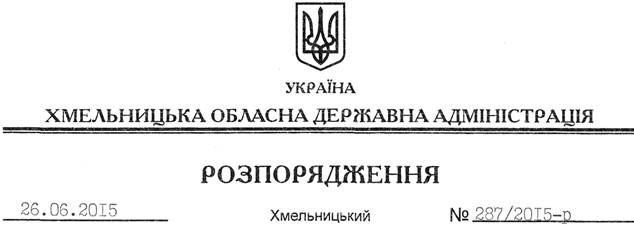 УКРАЇНА
ХМЕЛЬНИЦЬКА ОБЛАСНА ДЕРЖАВНА АДМІНІСТРАЦІЯ
РОЗПОРЯДЖЕННЯ
26.06.2015 Хмельницький № 287/2015-р